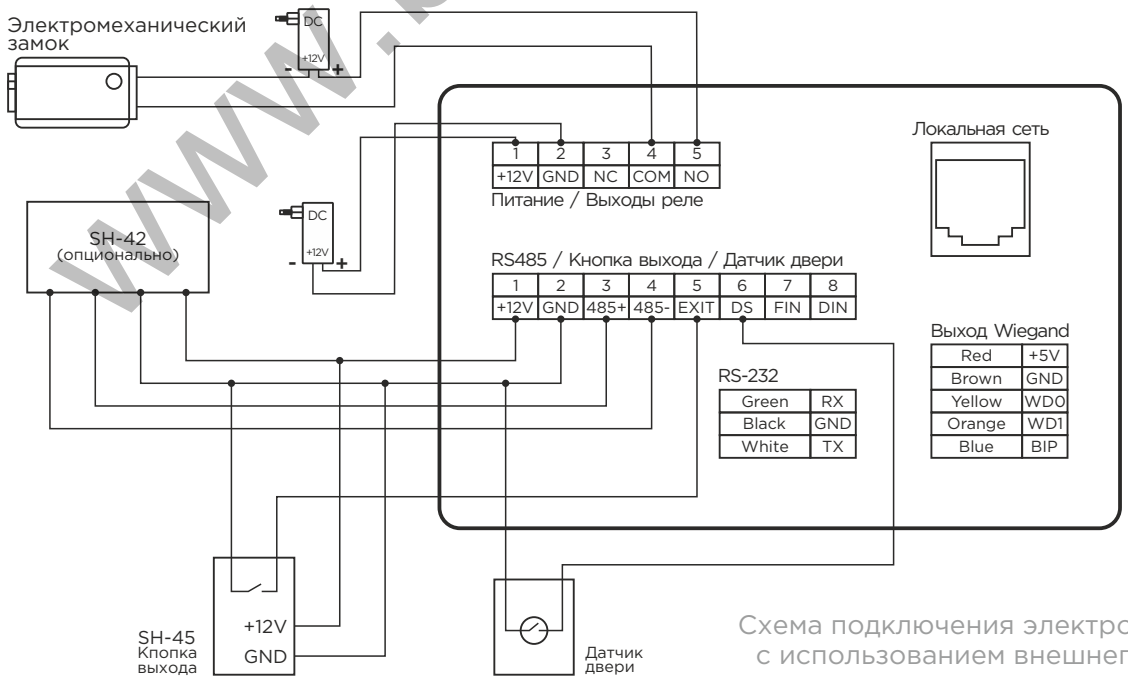 Электромеханический
замок
DC
+12V
- +
Локальная сеть
1 2 3 4 5
+12V GND NC COM NO
Питание / Выходы реле
SH-42
(опционально)
DC
+12V
- +
RS485 / Кнопка выхода / Датчик двери
1 2 3 4 5 6 7 8
+12V GND 485+ 485- EXIT DS FIN DIN
Выход Wiegand
Red +5V
Brown GND
Yellow WD0
Orange WD1
Blue BIP
RS-232
Green RX
Black GND
White TX
+12V
GND
SH-45
Кпопка
выхода
Датчик
двери
Схема подключения электро
с использованием внешнег
www.